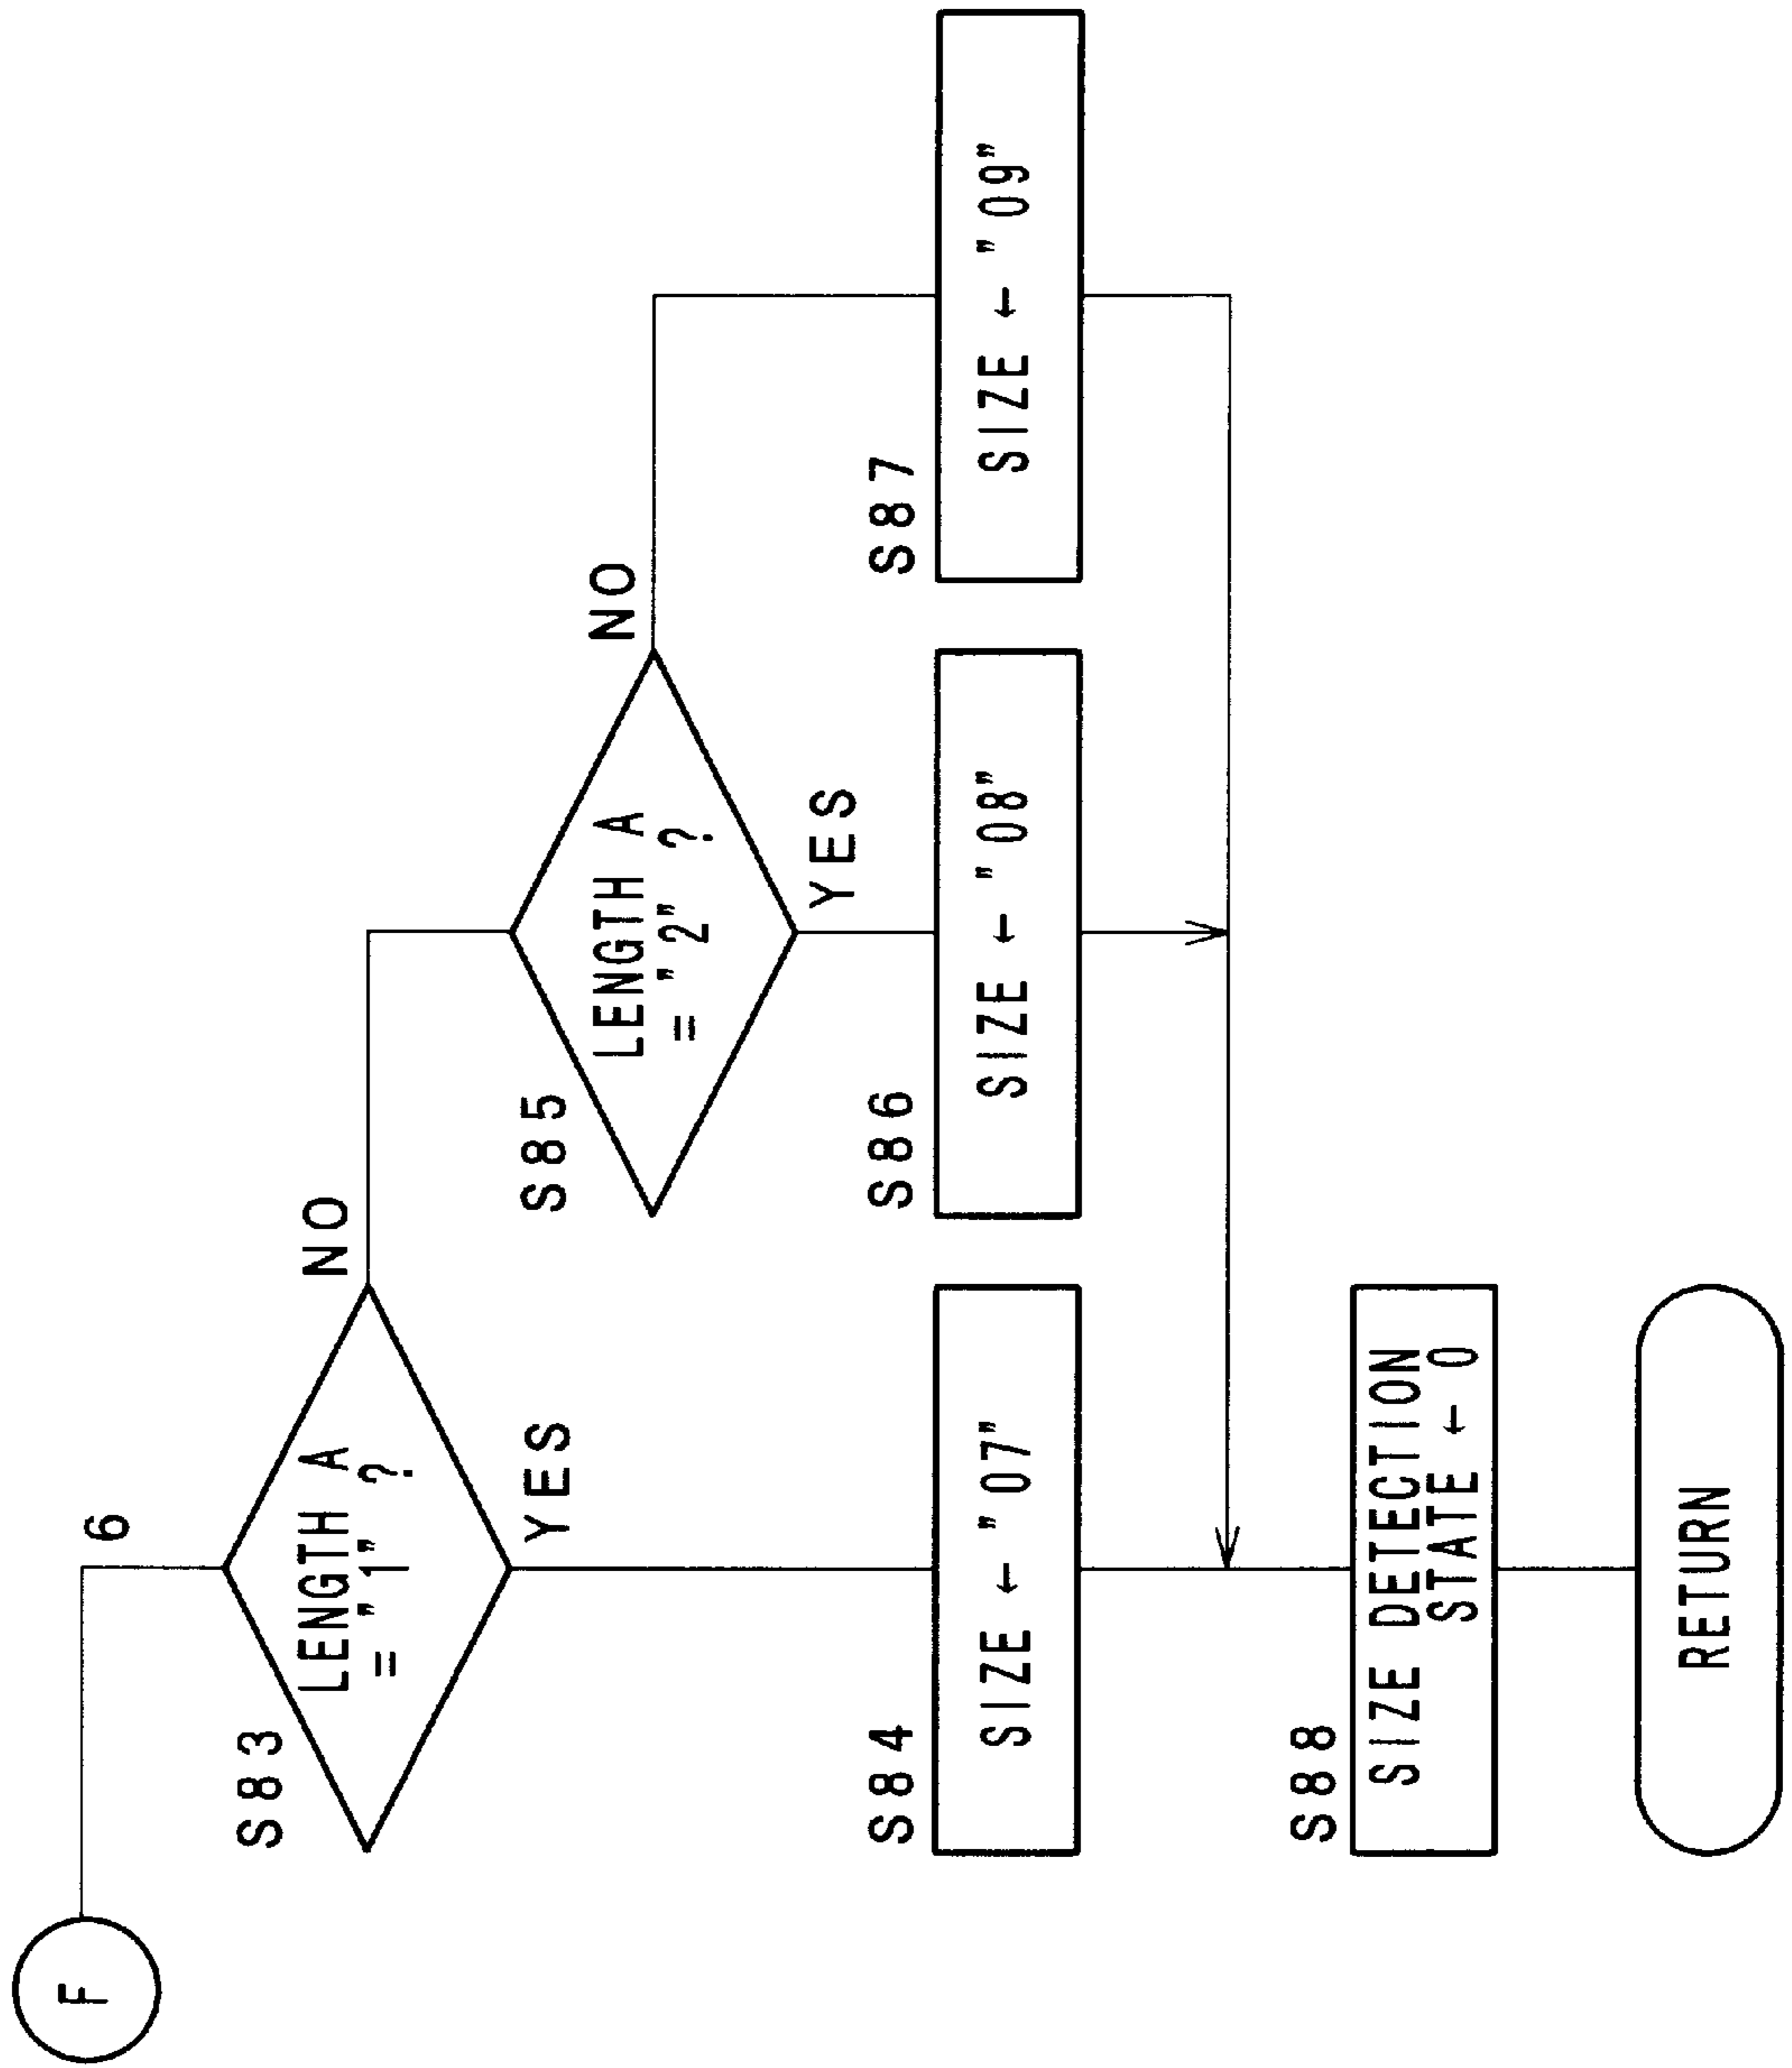 F
6
S83
LENGTH A
="1" ?
NO
YES
S85
LENGTH A
="2" ?
NO
YES
S84
SIZE ← "07"
S86
SIZE ← "08"
S87
SIZE ← "09"
S88
SIZE DETECTION
STATE ← 0
RETURN